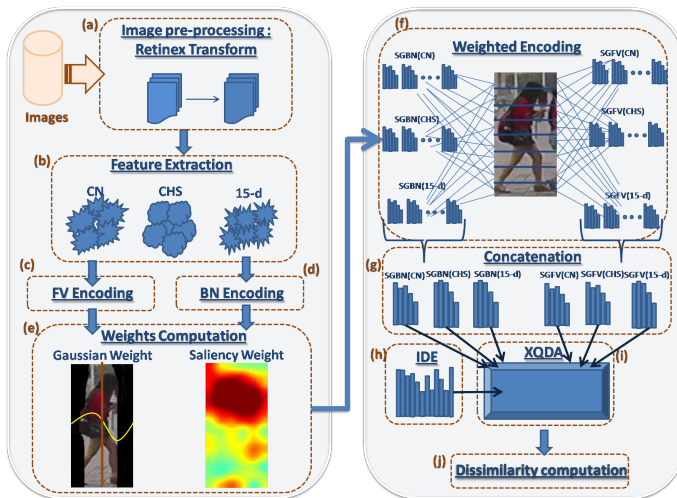 (a)
Image pre-processing :
Retinex Transform
Images
(b)
Feature Extraction
CN
CHS
15-d
(c)
FV Encoding
(d)
BN Encoding
(e)
Weights Computation
Gaussian Weight
Saliency Weight
(f)
Weighted Encoding
SGBN(CN)
SGFV(CN)
SGBN(CHS)
SGFV(CHS)
SGBN(15-d)
SGFV(15-d)
(g)
Concatenation
SGBN(CN)
SGBN(CHS)
SGBN(15-d)
SGFV(CN)
SGFV(CHS)
SGFV(15-d)
(h)
IDE
XQDA
(i)
(j)
Dissimilarity computation